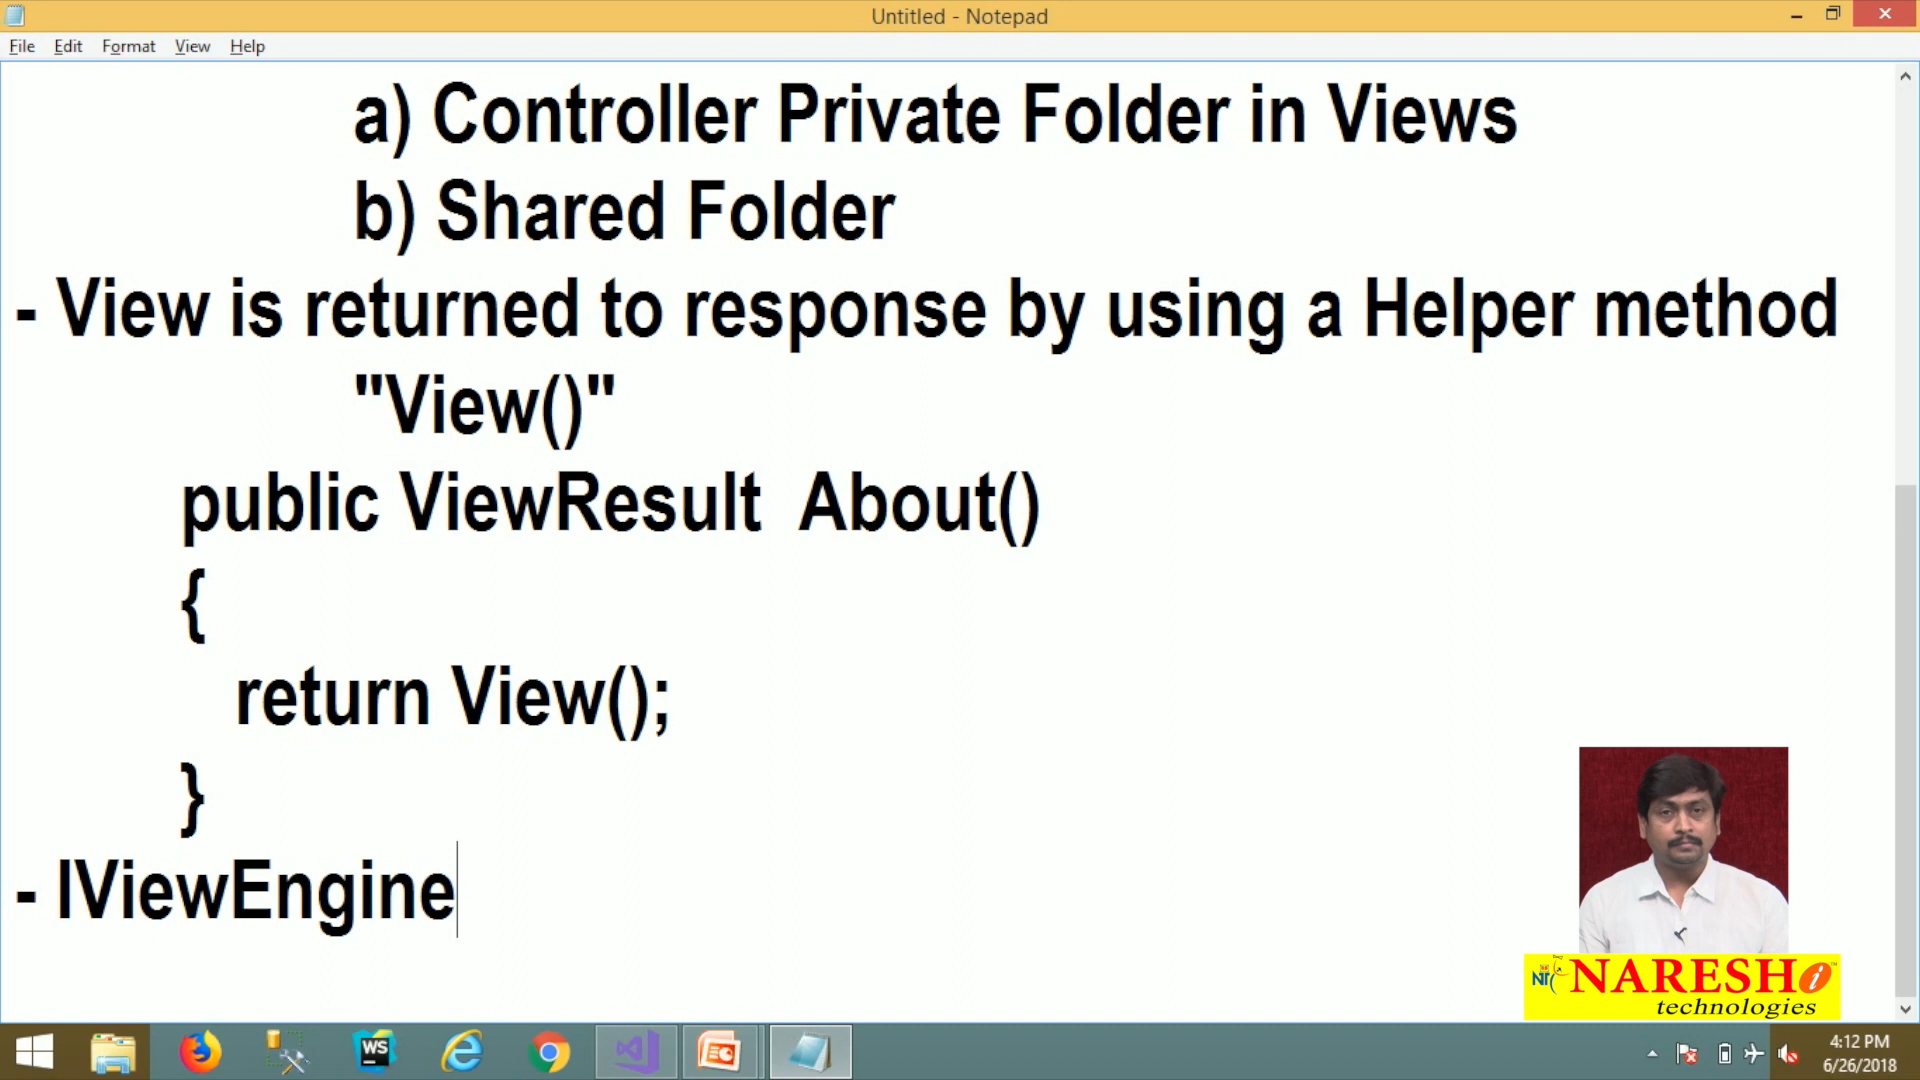 Untitled - Notepad
File Edit Format View Help
a) Controller Private Folder in Views
b) Shared Folder
- View is returned to response by using a Helper method
"View()"
public ViewResult  About()
{
return View();
}
- IViewEngine
NARESH i
technologies
WS
4:12 PM
6/26/2018